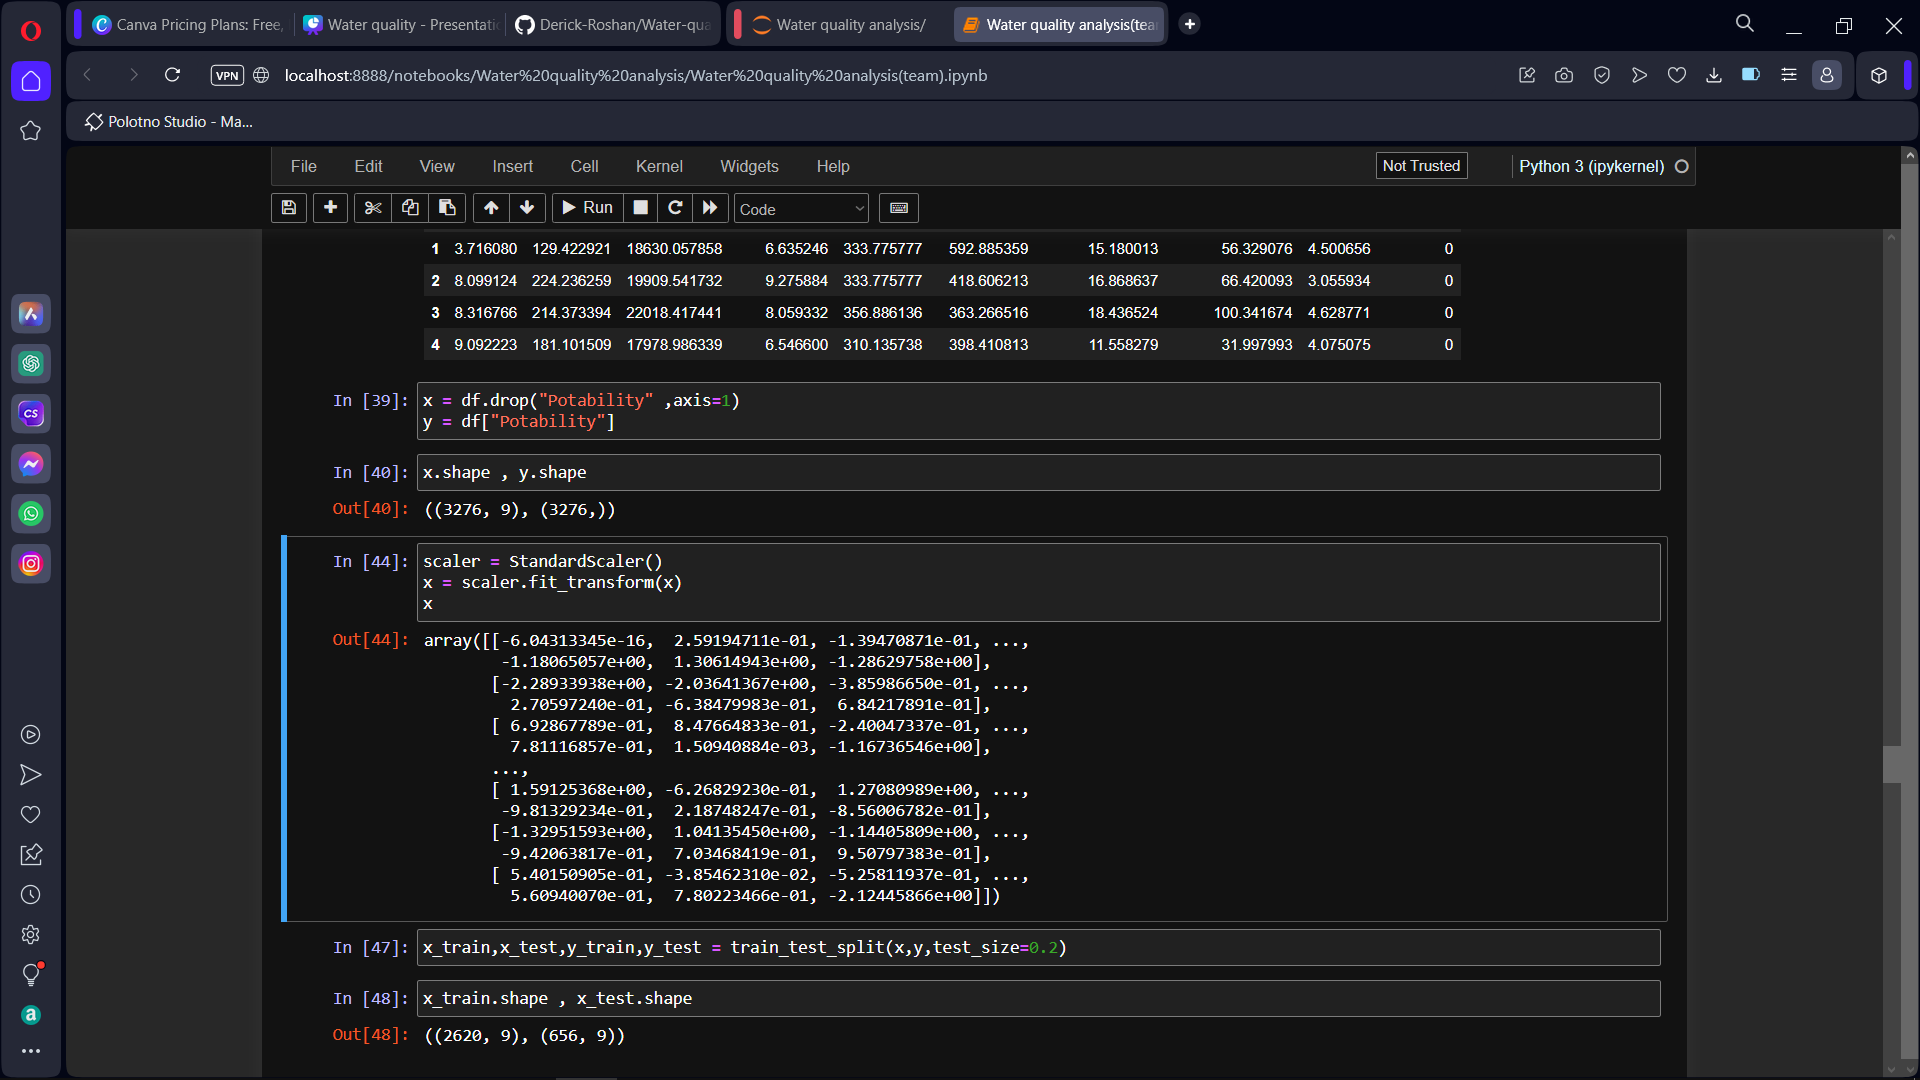 Canva Pricing Plans: Free,
Water quality - Presentatio
Derick-Roshan/Water-qua
Water quality analysis/
Water quality analysis(tea
VPN
localhost:8888/notebooks/Water%20quality%20analysis/Water%20quality%20analysis(team).ipynb
Polotno Studio - Ma...
File Edit View Insert Cell Kernel Widgets Help
Not Trusted
Python 3 (ipykernel)
Run
Code
1 3.716080 129.422921 18630.057858 6.635246 333.775777 592.885359 15.180013 56.329076 4.500656 0
2 8.099124 224.236259 19909.541732 9.275884 333.775777 418.606213 16.868637 66.420093 3.055934 0
3 8.316766 214.373394 22018.417441 8.059332 356.886136 363.266516 18.436524 100.341674 4.628771 0
4 9.092223 181.101509 17978.986339 6.546600 310.135738 398.410813 11.558279 31.997993 4.075075 0
In [39]: x = df.drop("Potability" ,axis=1)
y = df["Potability"]
In [40]: x.shape , y.shape
Out[40]: ((3276, 9), (3276,))
In [44]: scaler = StandardScaler()
x = scaler.fit_transform(x)
x
Out[44]: array([[-6.04313345e-16, 2.59194711e-01, -1.39470871e-01, ...,
-1.18065057e+00, 1.30614943e+00, -1.28629758e+00],
[-2.28933938e+00, -2.03641367e+00, -3.85986650e-01, ...,
2.70597240e-01, -6.38479983e-01, 6.84217891e-01],
[ 6.92867789e-01, 8.47664833e-01, -2.40047337e-01, ...,
7.81116857e-01, 1.50940884e-03, -1.16736546e+00],
...,
[ 1.59125368e+00, -6.26829230e-01, 1.27080989e+00, ...,
-9.81329234e-01, 2.18748247e-01, -8.56006782e-01],
[-1.32951593e+00, 1.04135450e+00, -1.14405809e+00, ...,
-9.42063817e-01, 7.03468419e-01, 9.50797383e-01],
[ 5.40150905e-01, -3.85462310e-02, -5.25811937e-01, ...,
5.60940070e-01, 7.80223466e-01, -2.12445866e+00]])
In [47]: x_train,x_test,y_train,y_test = train_test_split(x,y,test_size=0.2)
In [48]: x_train.shape , x_test.shape
Out[48]: ((2620, 9), (656, 9))
CS
a